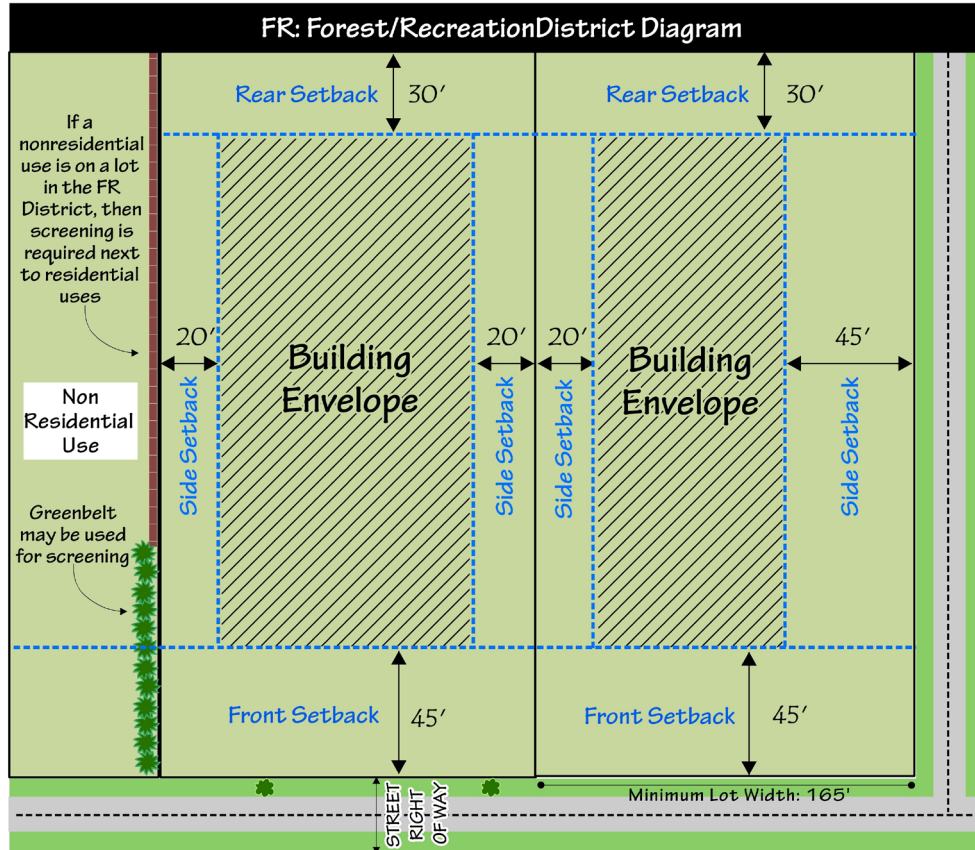 FR: Forest/RecreationDistrict Diagram
Rear Setback 30'
Rear Setback 30'
If a
nonresidential
use is on a lot
in the FR
District, then
screening is
required next
to residential
uses
20'
20'
20'
45'
Building
Envelope
Building
Envelope
Side Setback
Side Setback
Side Setback
Side Setback
Non
Residential
Use
Greenbelt
may be used
for screening
Front Setback 45'
Front Setback 45'
STREET
RIGHT
OF WAY
Minimum Lot Width: 165'